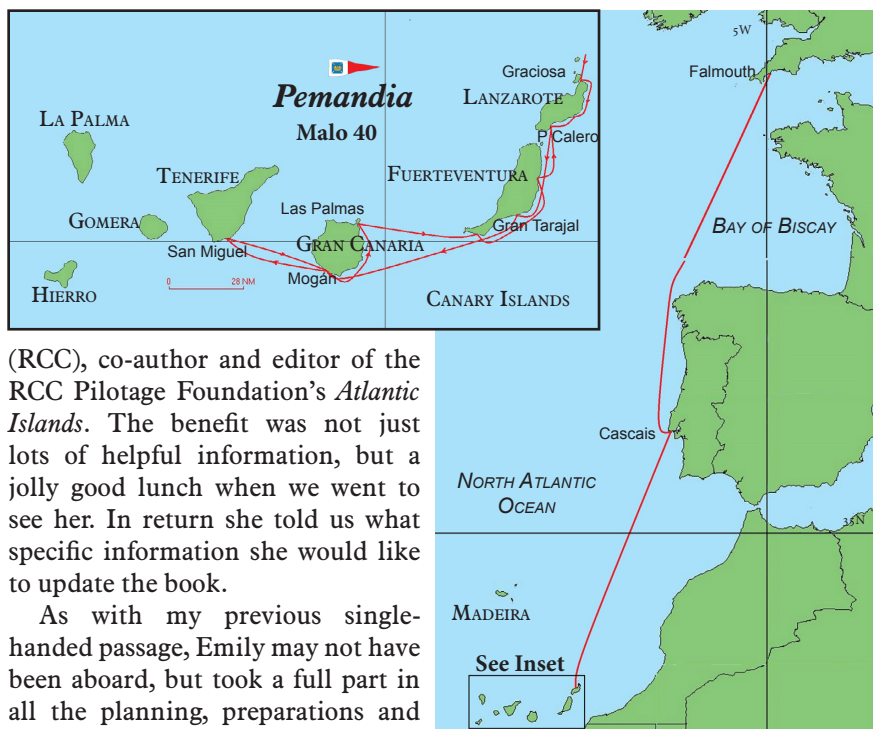 5W
Falmouth
Graciosa
LANZAROTE
Pemandia
Malo 40
LA PALMA
P Calero
TENERIFE
FUERTEVENTURA
Las Palmas
BAY OF BISCAY
GOMERA
GRAN CANARIA
Gran Tarajal
San Miguel
Mogán
HIERRO
0 28 NM
CANARY ISLANDS
(RCC), co-author and editor of the
RCC Pilotage Foundation's Atlantic
Islands. The benefit was not just
lots of helpful information, but a
jolly good lunch when we went to
see her. In return she told us what
specific information she would like
to update the book.
As with my previous single-
handed passage, Emily may not have
been aboard, but took a full part in
all the planning, preparations and
Cascais
NORTH ATLANTIC
OCEAN
35N
MADEIRA
See Inset